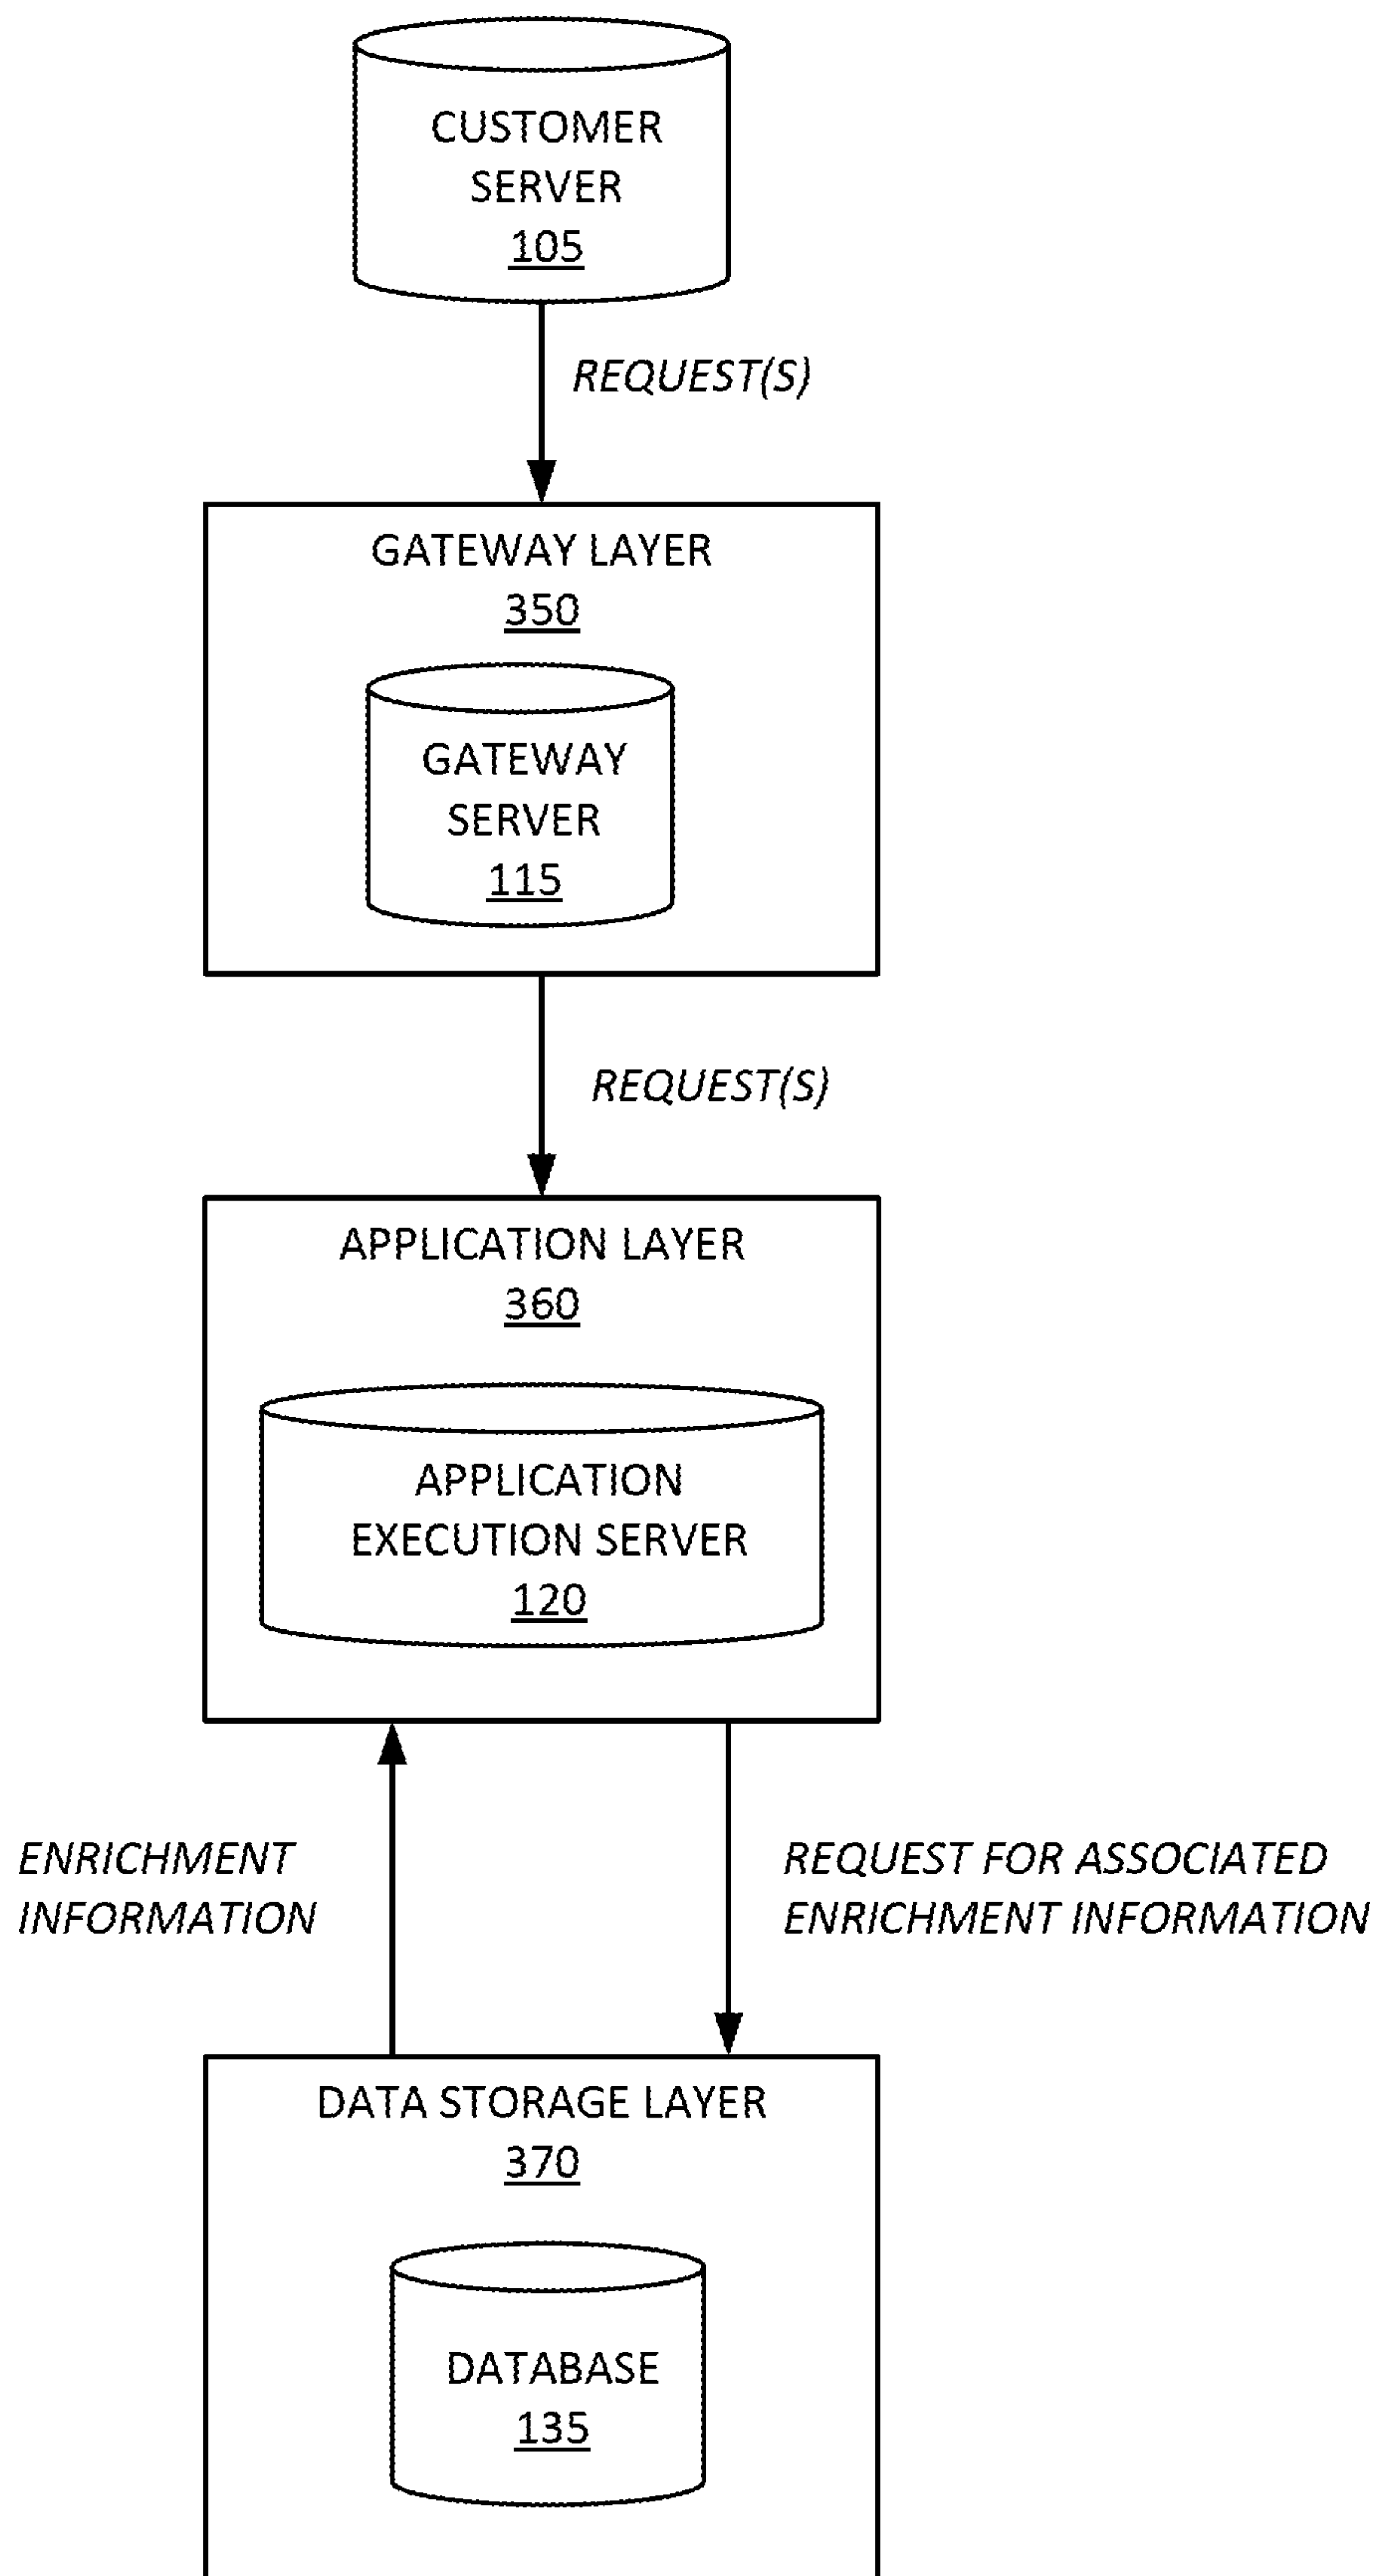 CUSTOMER
SERVER
105
REQUEST(S)
GATEWAY LAYER
350
GATEWAY
SERVER
115
REQUEST(S)
APPLICATION LAYER
360
APPLICATION
EXECUTION SERVER
120
ENRICHMENT
INFORMATION
REQUEST FOR ASSOCIATED
ENRICHMENT INFORMATION
DATA STORAGE LAYER
370
DATABASE
135